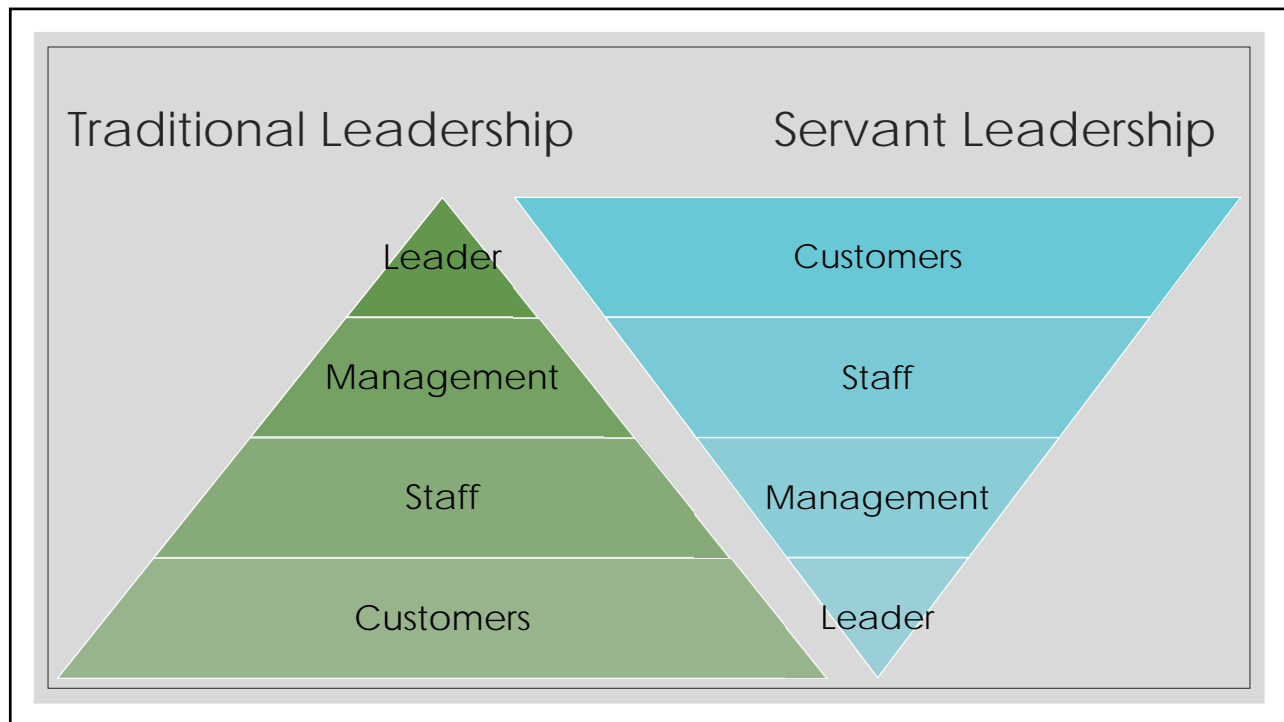 Traditional Leadership
Servant Leadership
Leader
Management
Staff
Customers
Customers
Staff
Management
Leader